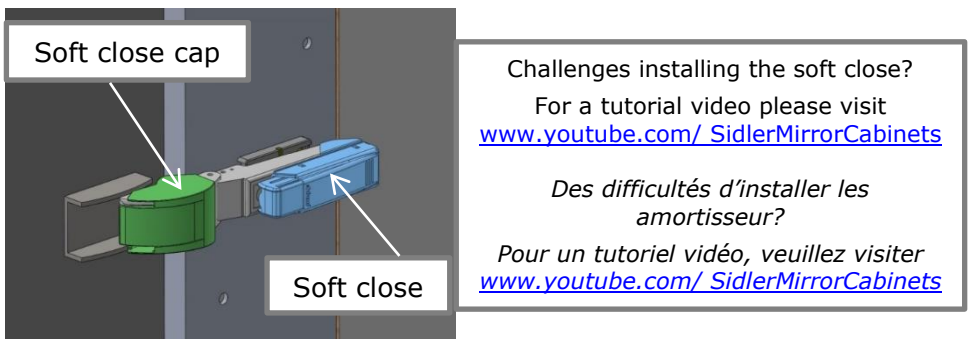 Soft close cap
Soft close
Challenges installing the soft close?
For a tutorial video please visit
www.youtube.com/ SidlerMirrorCabinets
Des difficultés d’installer les
amortisseur?
Pour un tutoriel vidéo, veuillez visiter
www.youtube.com/ SidlerMirrorCabinets